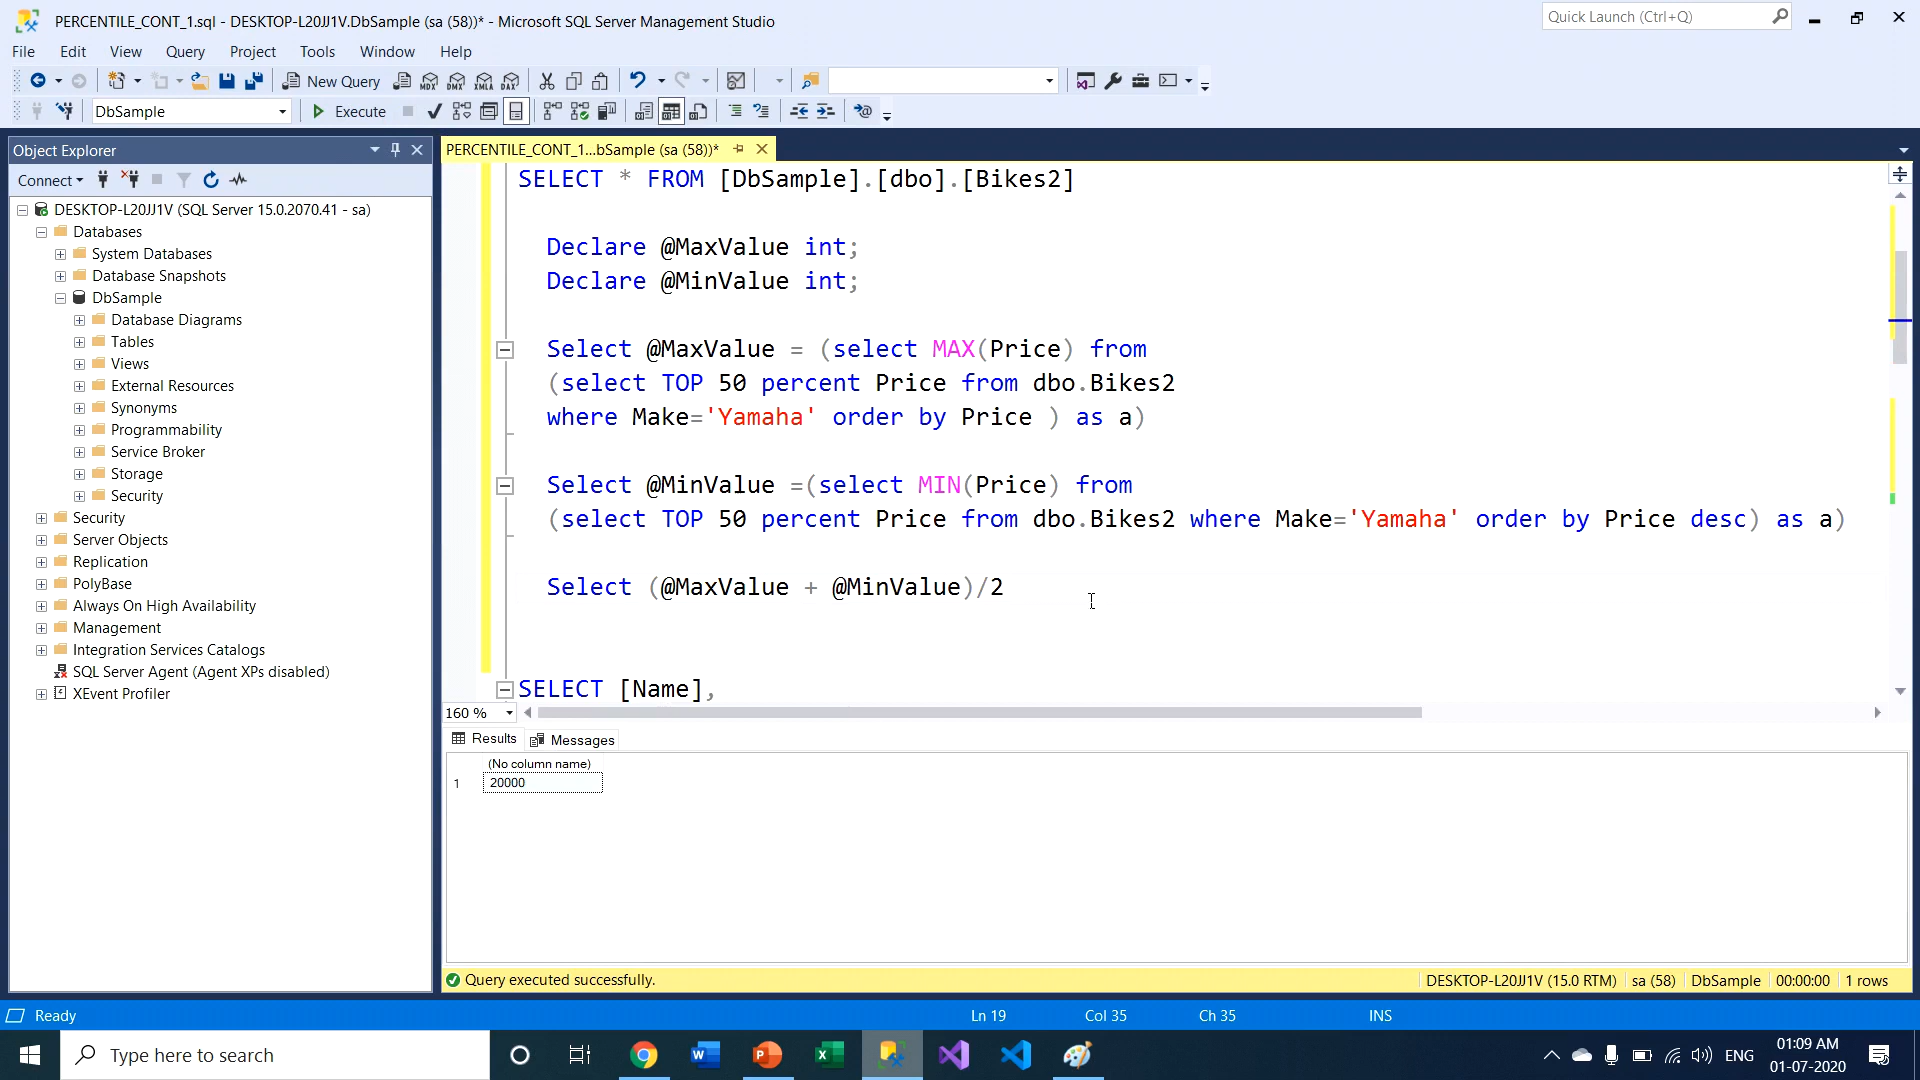 PERCENTILE_CONT_1.sql - DESKTOP-L20JJ1V.DbSample (sa (58))* - Microsoft SQL Server Management Studio
Quick Launch (Ctrl+Q)
File Edit View Query Project Tools Window Help
New Query MDX DMX XMLA DAX
DbSample Execute
Object Explorer
PERCENTILE_CONT_1...bSample (sa (58))*
Connect
DESKTOP-L20JJ1V (SQL Server 15.0.2070.41 - sa)
Databases
System Databases
Database Snapshots
DbSample
Database Diagrams
Tables
Views
External Resources
Synonyms
Programmability
Service Broker
Storage
Security
Security
Server Objects
Replication
PolyBase
Always On High Availability
Management
Integration Services Catalogs
SQL Server Agent (Agent XPs disabled)
XEvent Profiler
SELECT * FROM [DbSample].[dbo].[Bikes2]
Declare @MaxValue int;
Declare @MinValue int;
Select @MaxValue = (select MAX(Price) from
(select TOP 50 percent Price from dbo.Bikes2
where Make='Yamaha' order by Price ) as a)
Select @MinValue =(select MIN(Price) from
(select TOP 50 percent Price from dbo.Bikes2 where Make='Yamaha' order by Price desc) as a)
Select (@MaxValue + @MinValue)/2
SELECT [Name],
160 %
Results Messages
(No column name)
1 20000
Query executed successfully.
DESKTOP-L20JJ1V (15.0 RTM) sa (58) DbSample 00:00:00 1 rows
Ready Ln 19 Col 35 Ch 35 INS
Type here to search
ENG
01:09 AM
01-07-2020